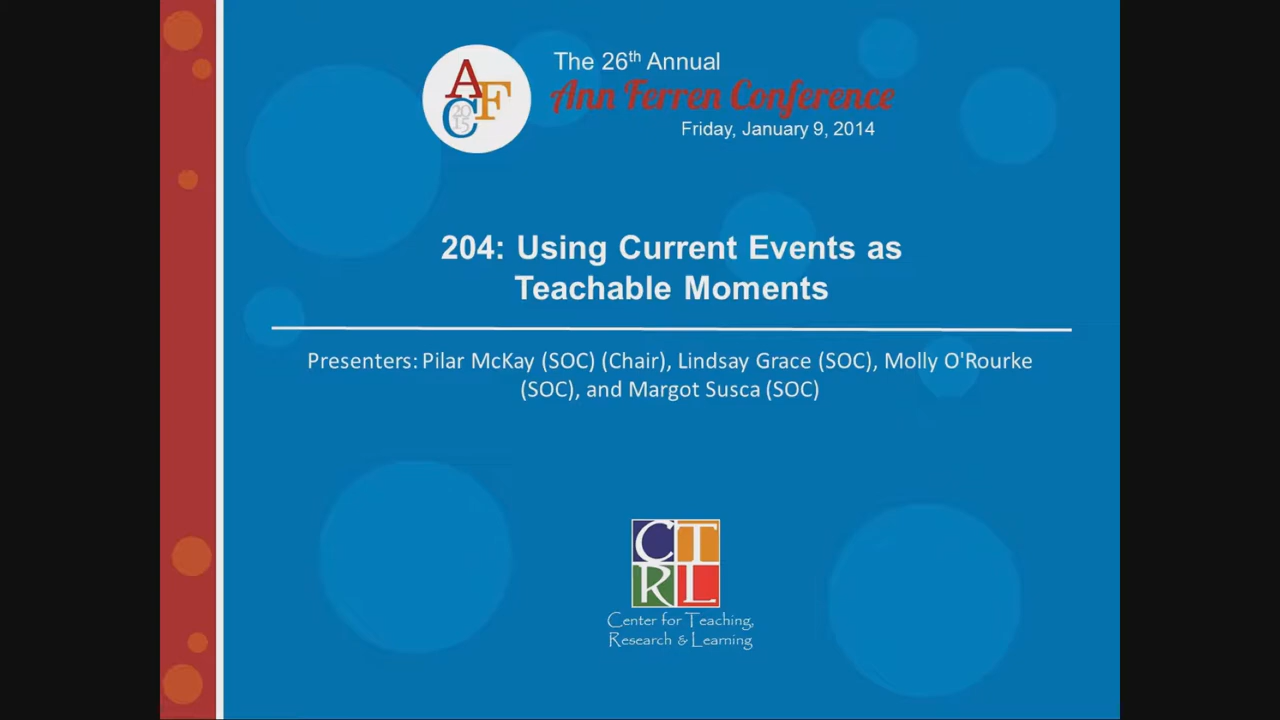 AFC
2015
The 26th Annual
Ann Ferren Conference
Friday, January 9, 2014
204: Using Current Events as
Teachable Moments
Presenters: Pilar McKay (SOC) (Chair), Lindsay Grace (SOC), Molly O'Rourke
(SOC), and Margot Susca (SOC)
CT
RL
Center for Teaching,
Research & Learning